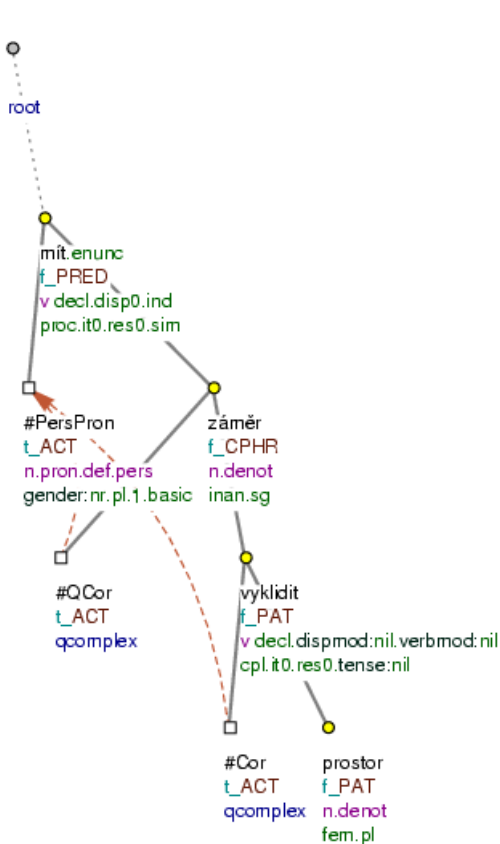 root
mít.enunc
f_PRED
v decl.disp0.ind
proc.it0.res0.sim
#PersPron
t_ACT
n.pron.def.pers
gender:nr.pl.1.basic
záměr
f_CPHR
n.denot
inan.sg
#QCor
t_ACT
qcomplex
vyklidit
f_PAT
v decl.dispmod:nil.verbmod:nil
cpl.it0.res0.tense:nil
#Cor
t_ACT
qcomplex
prostor
f_PAT
n.denot
fem.pl